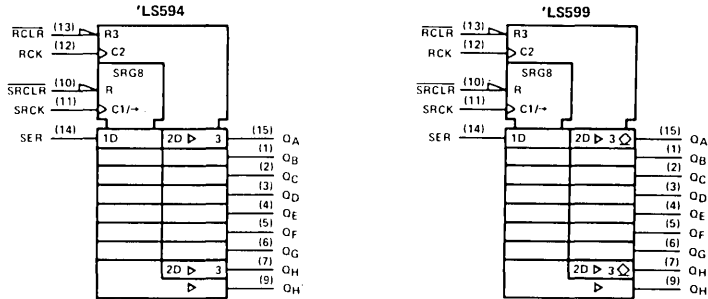 'LS594
RCLR (13) R3
RCK (12) C2
SRG8
SRCLR (10) R
SRCK (11) C1/→
SER (14) 1D 2D ▷ 3 (15) QA
(1) QB
(2) QC
(3) QD
(4) QE
(5) QF
(6) QG
2D ▷ 3 (7) QH
▷ (9) QH'
'LS599
RCLR (13) R3
RCK (12) C2
SRG8
SRCLR (10) R
SRCK (11) C1/→
SER (14) 1D 2D ▷ 3 (15) QA
(1) QB
(2) QC
(3) QD
(4) QE
(5) QF
(6) QG
2D ▷ 3 (7) QH
▷ (9) QH